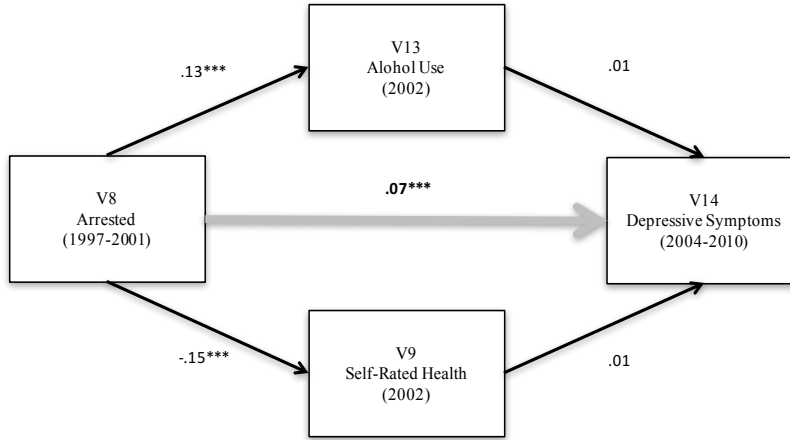 V13
Alohol Use
(2002)
.13***
.01
V8
Arrested
(1997-2001)
.07***
V14
Depressive Symptoms
(2004-2010)
-.15***
.01
V9
Self-Rated Health
(2002)